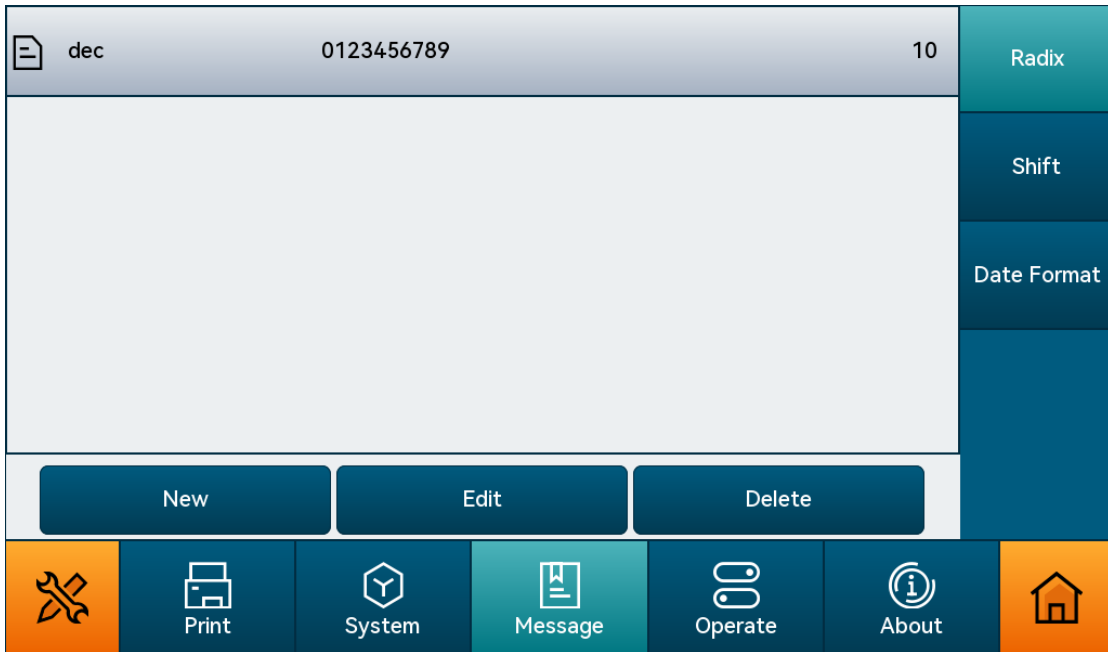 dec 0123456789 10
Radix
Shift
Date Format
New Edit Delete
Print System Message Operate About